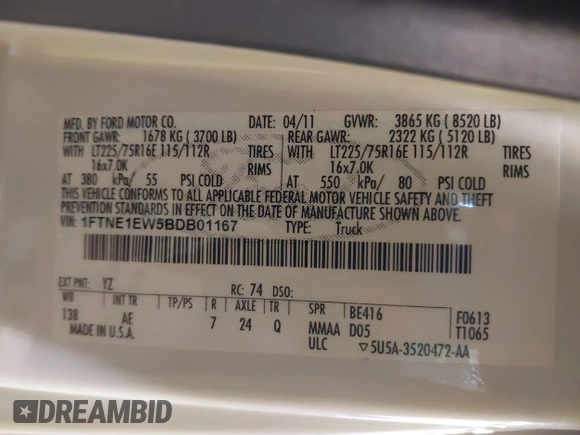 MFD. BY FORD MOTOR CO. DATE: 04/11 GVWR: 3865 KG ( 8520 LB)
FRONT GAWR: 1678 KG ( 3700 LB) REAR GAWR: 2322 KG ( 5120 LB)
WITH LT225/75R16E 115/112R TIRES WITH LT225/75R16E 115/112R TIRES
16x7.0K RIMS 16x7.0K RIMS
AT 380 kPa/ 55 PSI COLD AT 550 kPa/ 80 PSI COLD
THIS VEHICLE CONFORMS TO ALL APPLICABLE FEDERAL MOTOR VEHICLE SAFETY AND THEFT
PREVENTION STANDARDS IN EFFECT ON THE DATE OF MANUFACTURE SHOWN ABOVE.
VIN: 1FTNE1EW5BDB01167 TYPE: Truck
EXT PNT: YZ RC: 74 DSO:
WB INT TR TP/PS R AXLE TR SPR BE416 F0613
138 AE 7 24 Q MMAA D05 T1065
MADE IN U.S.A. ULC ▽5U5A-3520472-AA
DREAMBID